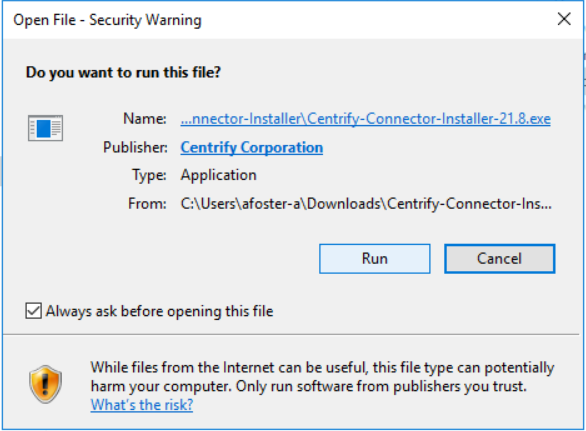 Open File - Security Warning
Do you want to run this file?
Name: ...nnector-Installer\Centrify-Connector-Installer-21.8.exe
Publisher: Centrify Corporation
Type: Application
From: C:\Users\afoster-a\Downloads\Centrify-Connector-Ins...
Run Cancel
Always ask before opening this file
While files from the Internet can be useful, this file type can potentially
harm your computer. Only run software from publishers you trust.
What's the risk?